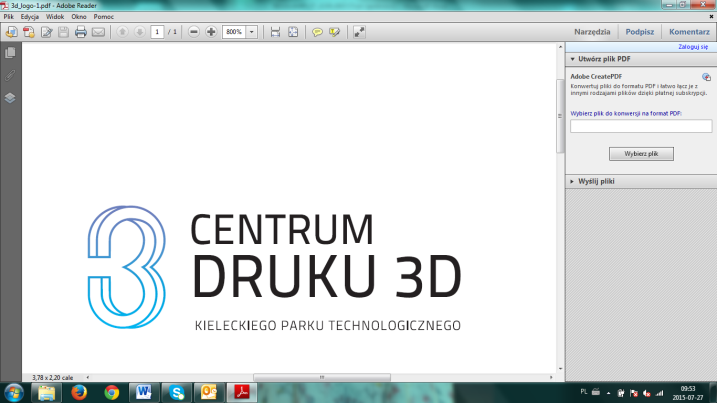 3d_logo-1.pdf - Adobe Reader
Plik Edycja Widok Okno Pomoc
1 / 1 800% Narzędzia Podpisz Komentarz
Zaloguj się
Utwórz plik PDF
Adobe CreatePDF
Konwertuj pliki do formatu PDF i łatwo łącz je z
innymi rodzajami plików dzięki płatnej subskrypcji.
Wybierz plik do konwersji na format PDF:
Wybierz plik
Wyślij pliki
3 CENTRUM
DRUKU 3D
KIELECKIEGO PARKU TECHNOLOGICZNEGO
3,78 x 2,20 cale
PL 09:53
2015-07-27